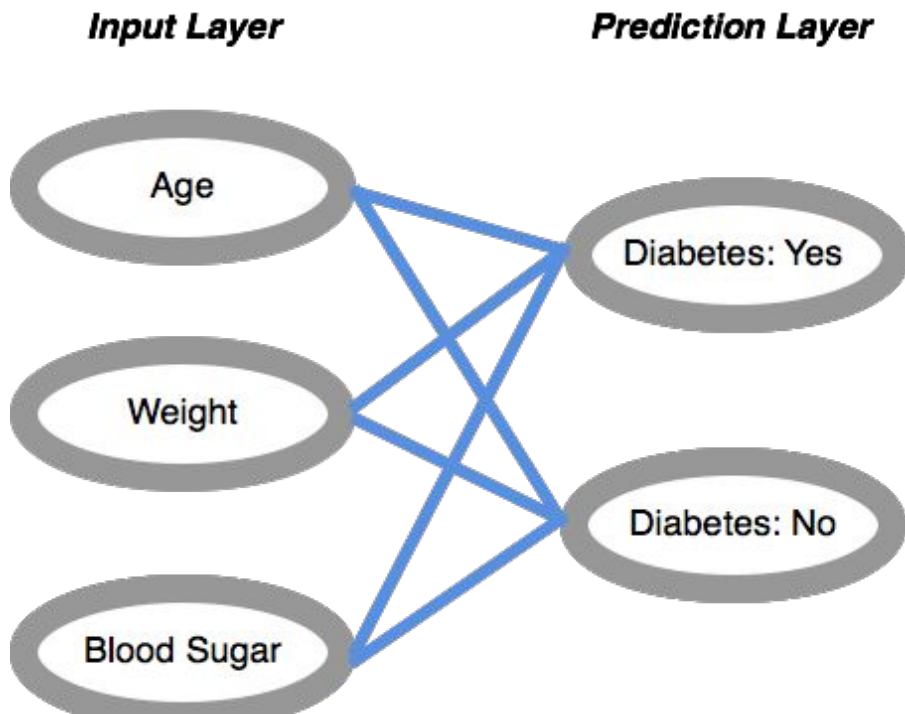 Input Layer
Prediction Layer
Age
Diabetes: Yes
Weight
Diabetes: No
Blood Sugar